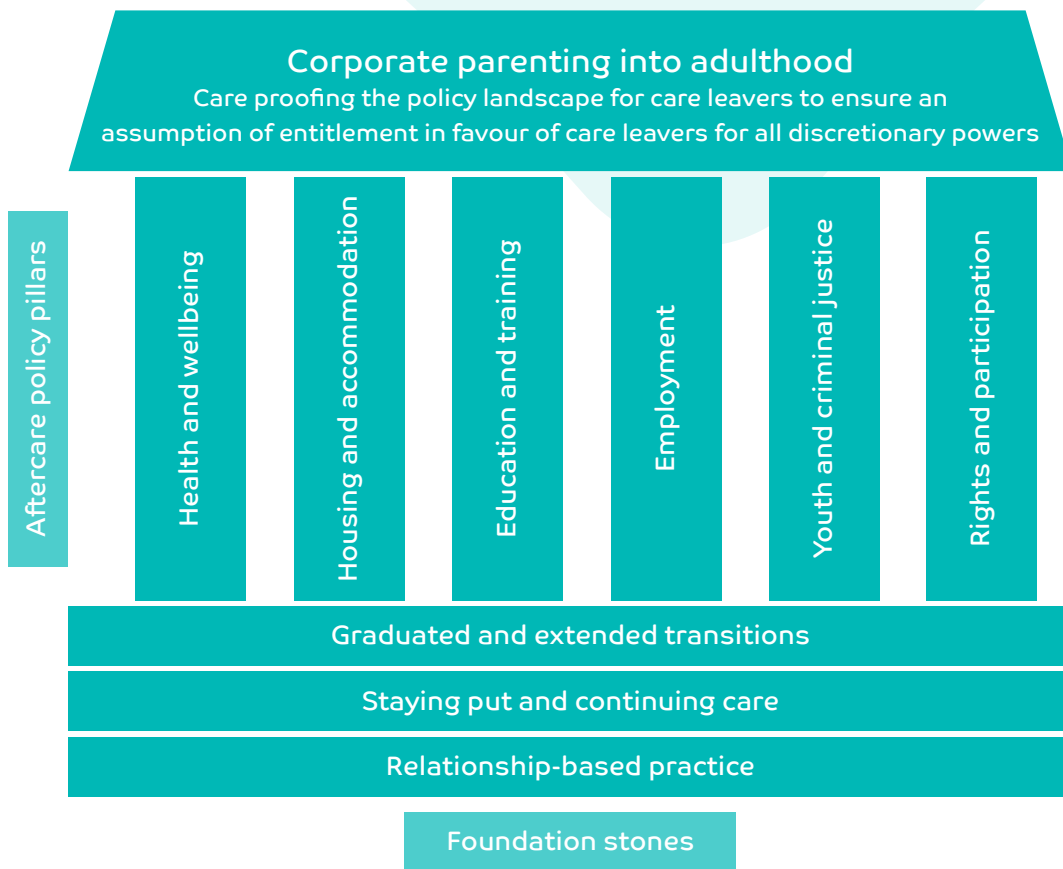 Corporate parenting into adulthood
Care proofing the policy landscape for care leavers to ensure an
assumption of entitlement in favour of care leavers for all discretionary powers
Aftercare policy pillars
Health and wellbeing
Housing and accommodation
Education and training
Employment
Youth and criminal justice
Rights and participation
Graduated and extended transitions
Staying put and continuing care
Relationship-based practice
Foundation stones